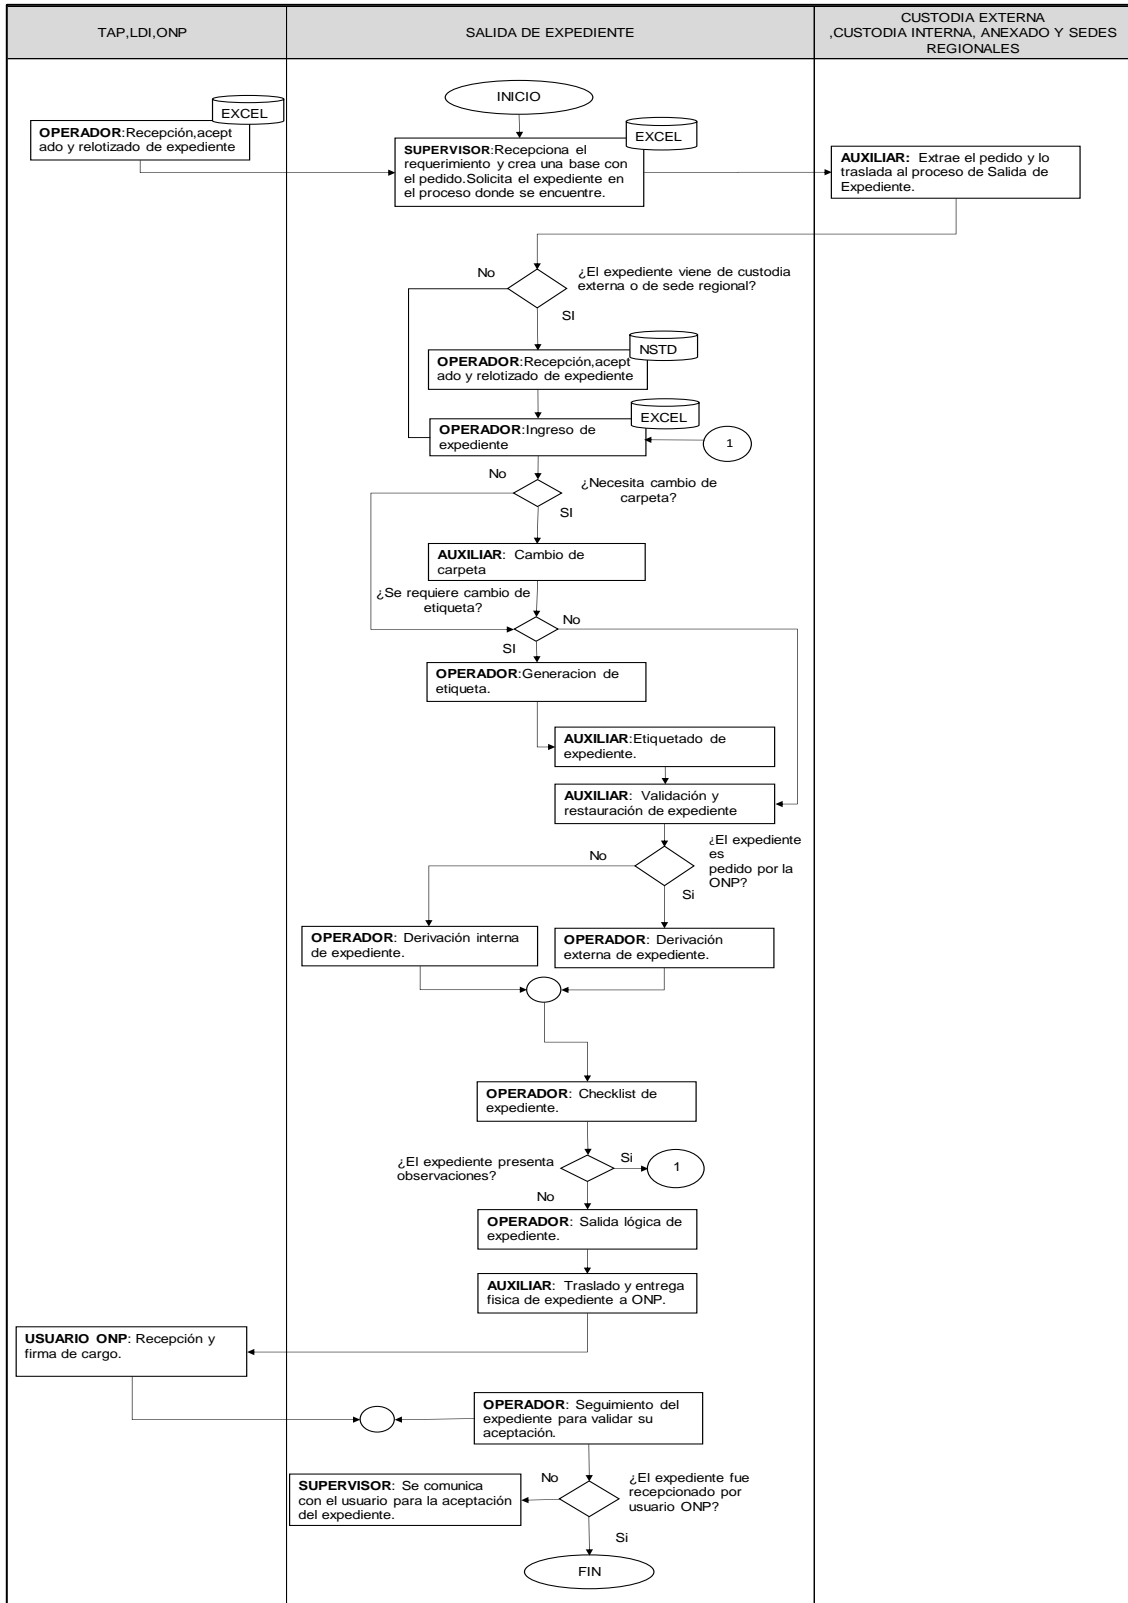 TAP,LDI,ONP
SALIDA DE EXPEDIENTE
CUSTODIA EXTERNA
,CUSTODIA INTERNA, ANEXADO Y SEDES
REGIONALES
INICIO
EXCEL
OPERADOR:Recepción,acept
ado y relotizado de expediente
EXCEL
SUPERVISOR:Recepciona el
requerimiento y crea una base con
el pedido.Solicita el expediente en
el proceso donde se encuentre.
AUXILIAR: Extrae el pedido y lo
traslada al proceso de Salida de
Expediente.
No
¿El expediente viene de custodia
externa o de sede regional?
SI
NSTD
OPERADOR:Recepción,acept
ado y relotizado de expediente
EXCEL
OPERADOR:Ingreso de
expediente
1
No
¿Necesita cambio de
carpeta?
SI
AUXILIAR: Cambio de
carpeta
¿Se requiere cambio de
etiqueta?
No
SI
OPERADOR:Generacion de
etiqueta.
AUXILIAR:Etiquetado de
expediente.
AUXILIAR: Validación y
restauración de expediente
¿El expediente
es
pedido por la
ONP?
No
Si
OPERADOR: Derivación interna
de expediente.
OPERADOR: Derivación
externa de expediente.
OPERADOR: Checklist de
expediente.
¿El expediente presenta
observaciones?
Si
1
No
OPERADOR: Salida lógica de
expediente.
AUXILIAR: Traslado y entrega
fisica de expediente a ONP.
USUARIO ONP: Recepción y
firma de cargo.
OPERADOR: Seguimiento del
expediente para validar su
aceptación.
SUPERVISOR: Se comunica
con el usuario para la aceptación
del expediente.
No
¿El expediente fue
recepcionado por
usuario ONP?
Si
FIN